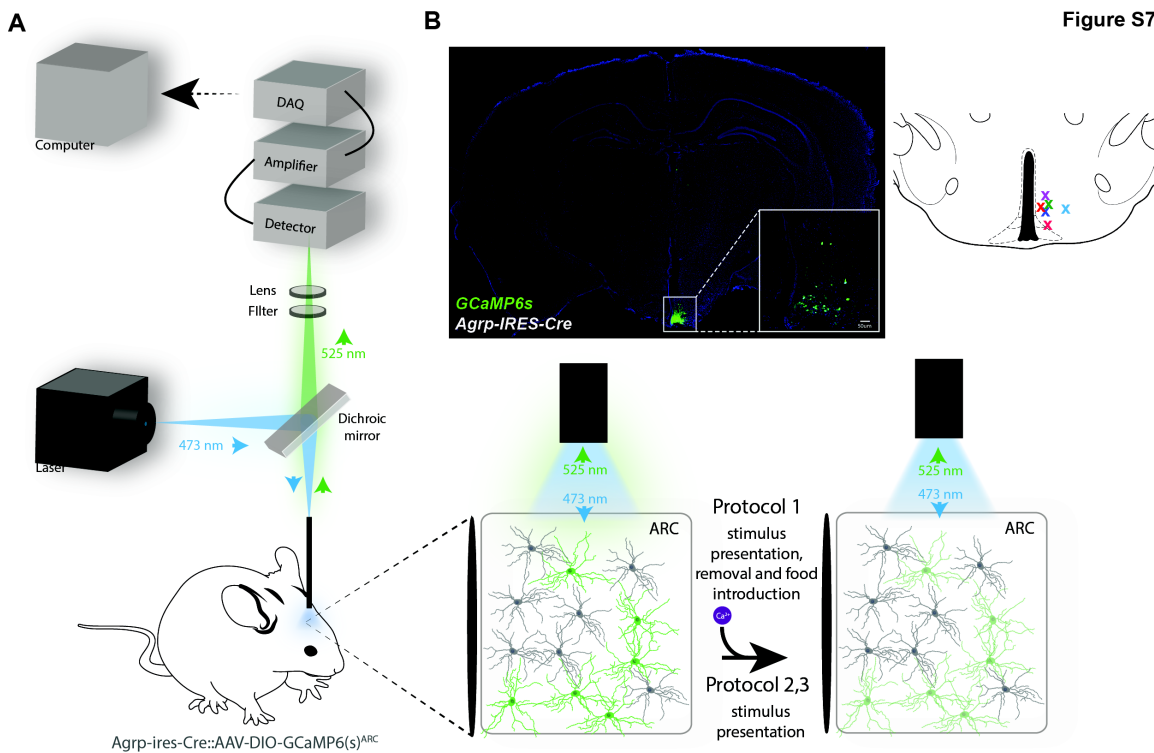 Figure S7
A
DAQ
Computer
Amplifier
Detector
Lens
FIlter
525 nm
Dichroic
mirror
473 nm
Laser
Agrp-ires-Cre::AAV-DIO-GCaMP6(s)ARC
B
GCaMP6s
Agrp-IRES-Cre
50um
X
X
X
X
X
X
525 nm
473 nm
ARC
Protocol 1
stimulus
presentation,
removal and food
introduction
Ca²⁺
Protocol 2,3
stimulus
presentation
525 nm
473 nm
ARC